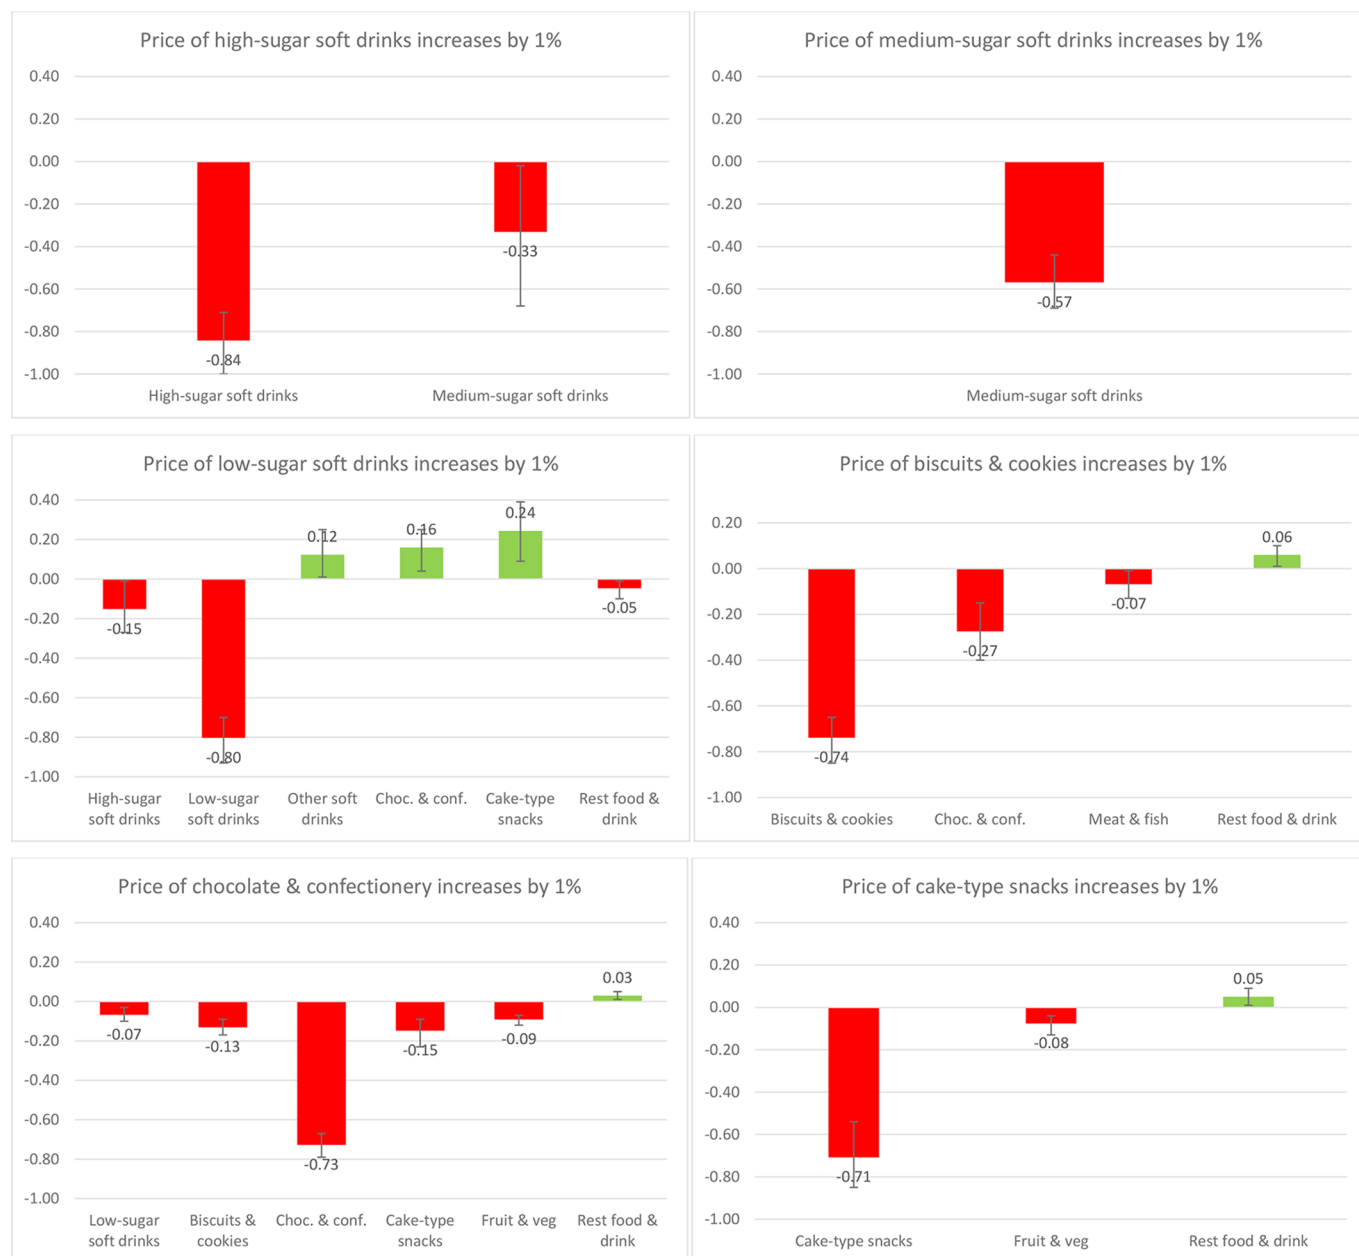 Price of high-sugar soft drinks increases by 1%
0.40
0.20
0.00
-0.20
-0.40
-0.60
-0.80
-1.00
-0.84
-0.33
High-sugar soft drinks
Medium-sugar soft drinks
Price of medium-sugar soft drinks increases by 1%
0.40
0.20
0.00
-0.20
-0.40
-0.60
-0.80
-1.00
-0.57
Medium-sugar soft drinks
Price of low-sugar soft drinks increases by 1%
0.40
0.20
0.00
-0.20
-0.40
-0.60
-0.80
-1.00
-0.15
-0.80
0.12
0.16
0.24
-0.05
High-sugar
soft drinks
Low-sugar
soft drinks
Other soft
drinks
Choc. & conf.
Cake-type
snacks
Rest food &
drink
Price of biscuits & cookies increases by 1%
0.20
0.00
-0.20
-0.40
-0.60
-0.80
-1.00
-0.74
-0.27
-0.07
0.06
Biscuits & cookies
Choc. & conf.
Meat & fish
Rest food & drink
Price of chocolate & confectionery increases by 1%
0.40
0.20
0.00
-0.20
-0.40
-0.60
-0.80
-1.00
-0.07
-0.13
-0.73
-0.15
-0.09
0.03
Low-sugar
soft drinks
Biscuits &
cookies
Choc. & conf.
Cake-type
snacks
Fruit & veg
Rest food &
drink
Price of cake-type snacks increases by 1%
0.40
0.20
0.00
-0.20
-0.40
-0.60
-0.80
-1.00
-0.71
-0.08
0.05
Cake-type snacks
Fruit & veg
Rest food & drink